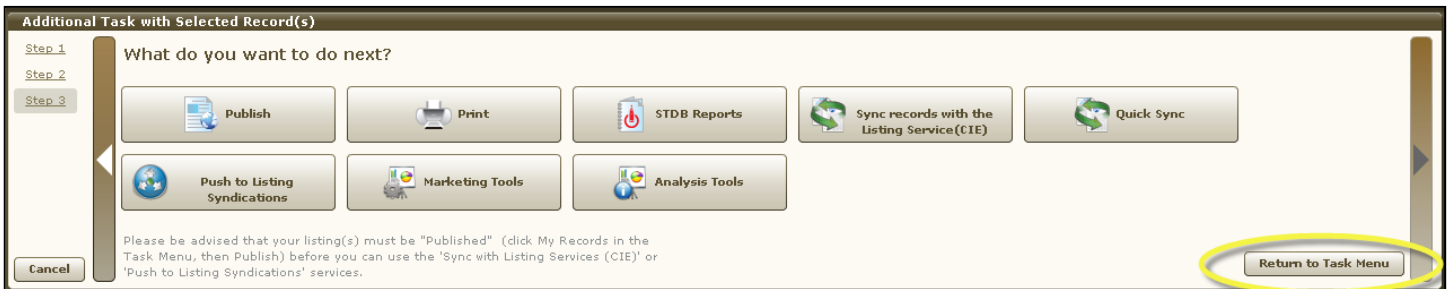 Additional Task with Selected Record(s)
Step 1
Step 2
Step 3
What do you want to do next?
Publish
Print
STDB Reports
Sync records with the
Listing Service(CIE)
Quick Sync
Push to Listing
Syndications
Marketing Tools
Analysis Tools
Please be advised that your listing(s) must be "Published" (click My Records in the
Task Menu, then Publish) before you can use the 'Sync with Listing Services (CIE)' or
'Push to Listing Syndications' services.
Cancel
Return to Task Menu